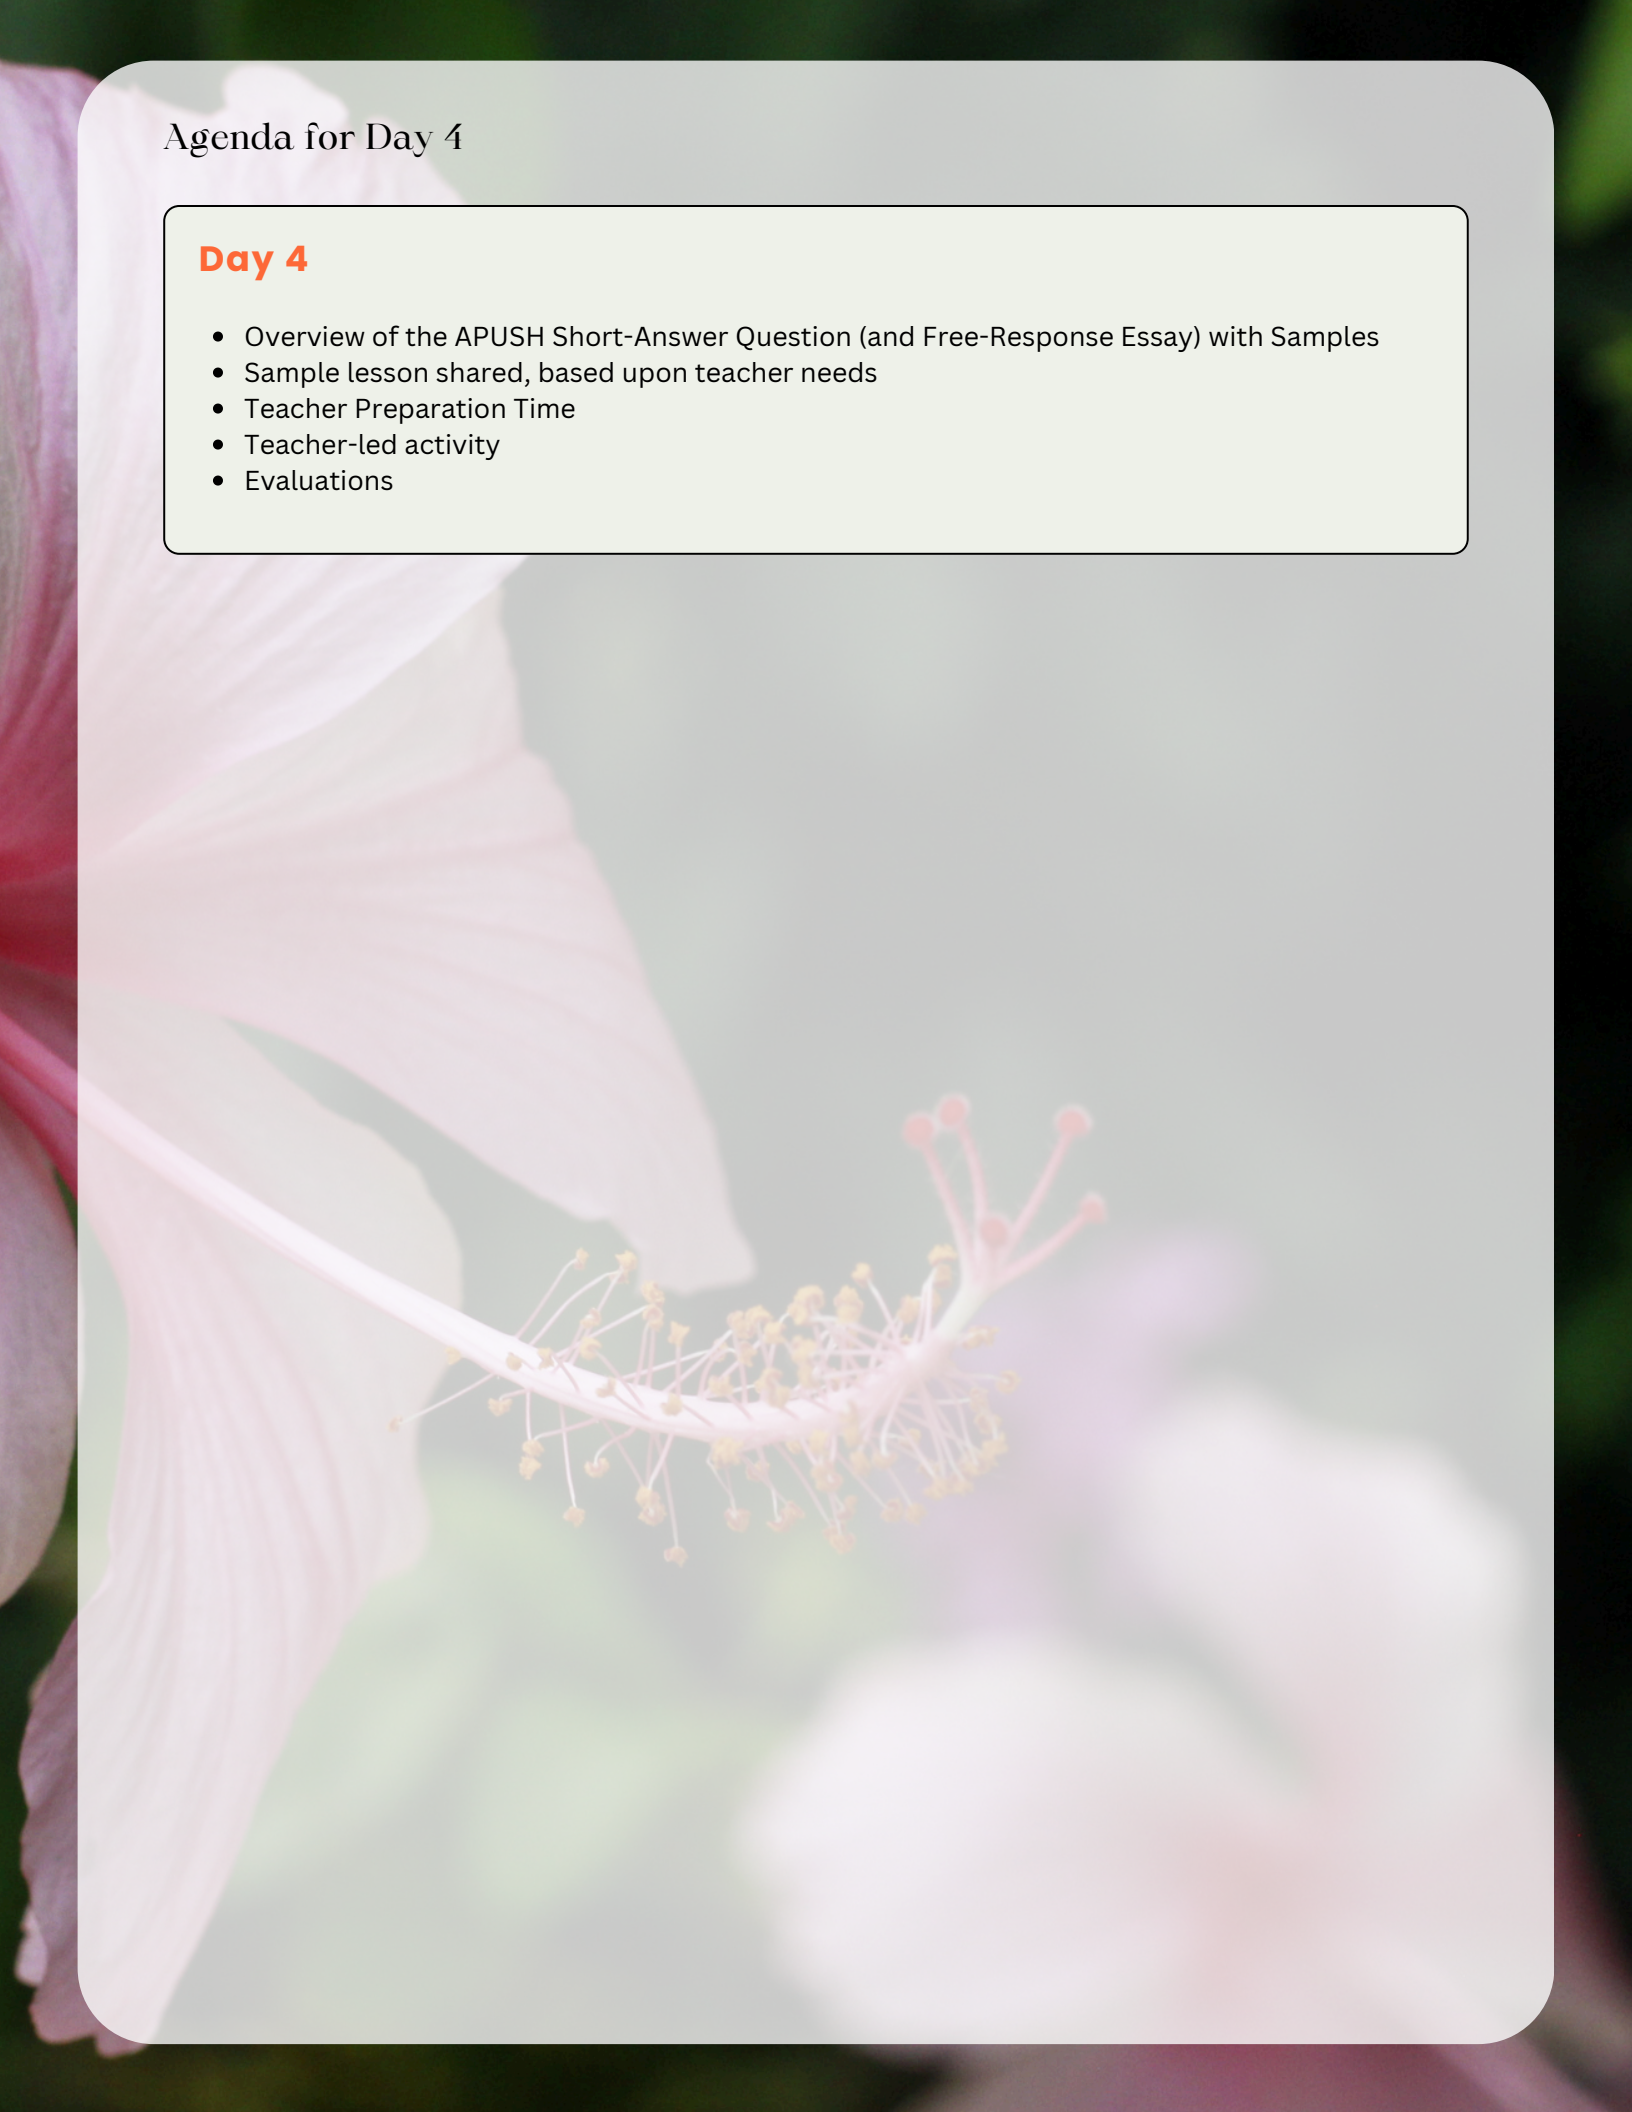 Agenda for Day 4
Day 4
• Overview of the APUSH Short-Answer Question (and Free-Response Essay) with Samples
• Sample lesson shared, based upon teacher needs
• Teacher Preparation Time
• Teacher-led activity
• Evaluations